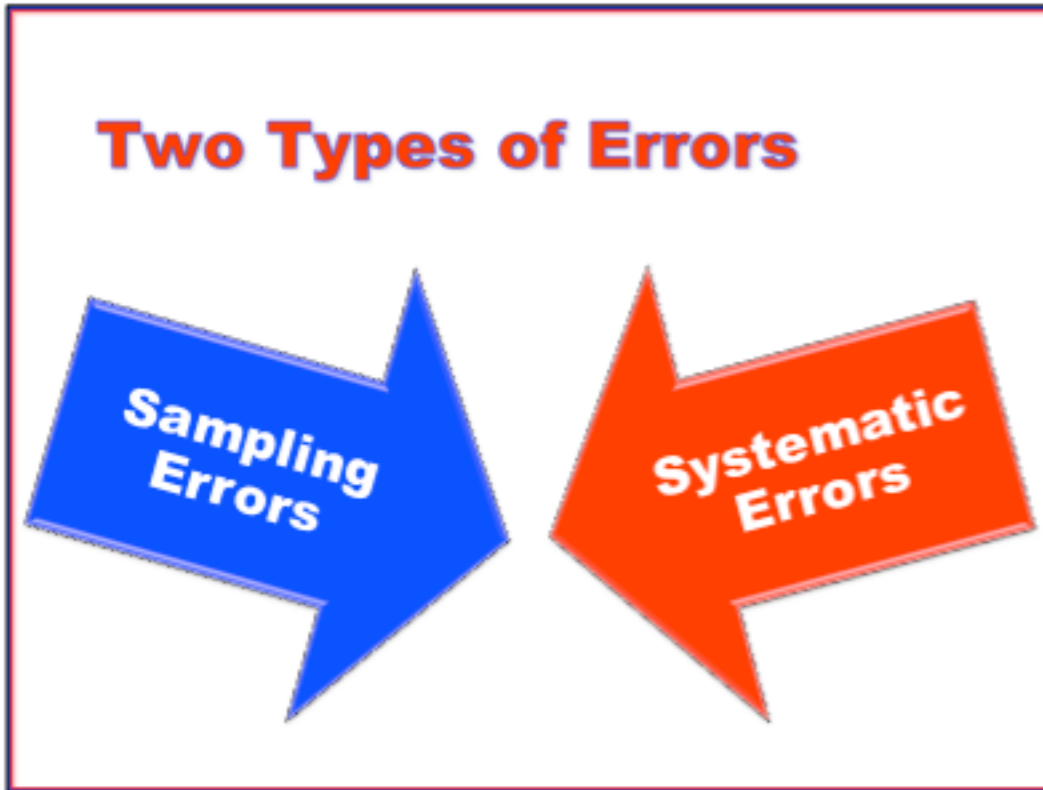 Two Types of Errors
Sampling
Errors
Systematic
Errors